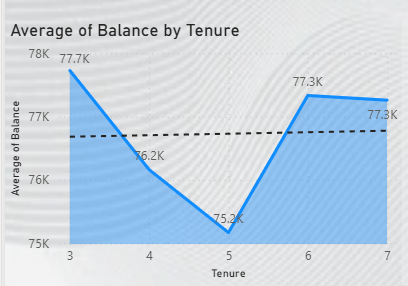 Average of Balance by Tenure
78K
77.7K
77.3K
77K
77.3K
76.2K
76K
75.2K
75K
3 4 5 6 7
Average of Balance
Tenure